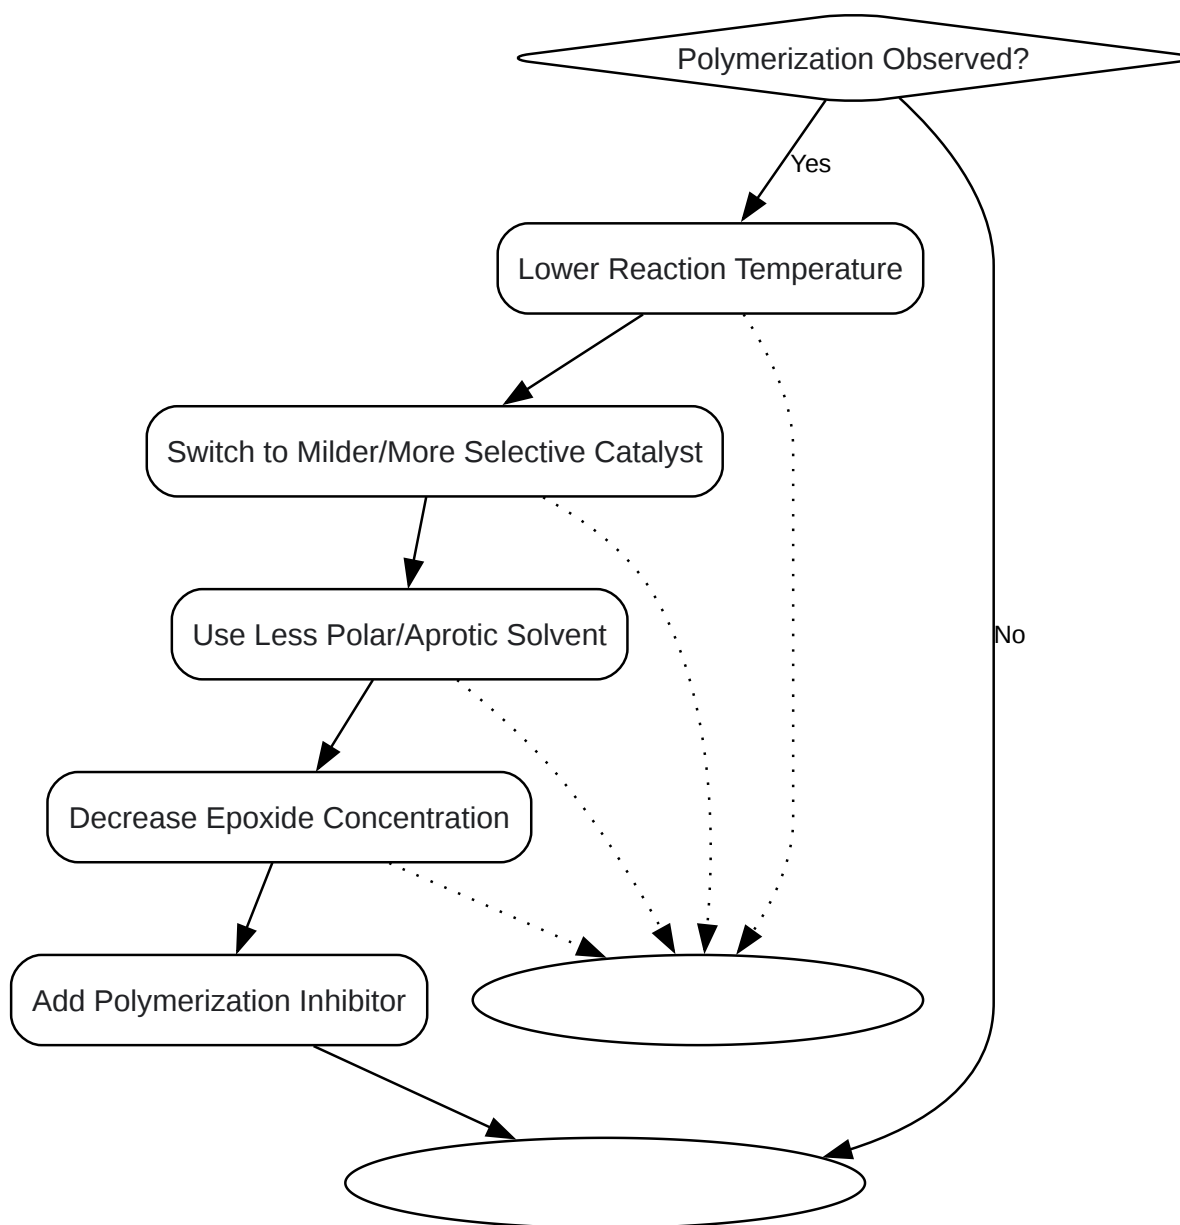 Polymerization Observed?
Yes
Lower Reaction Temperature
Switch to Milder/More Selective Catalyst
Use Less Polar/Aprotic Solvent
No
Decrease Epoxide Concentration
Add Polymerization Inhibitor